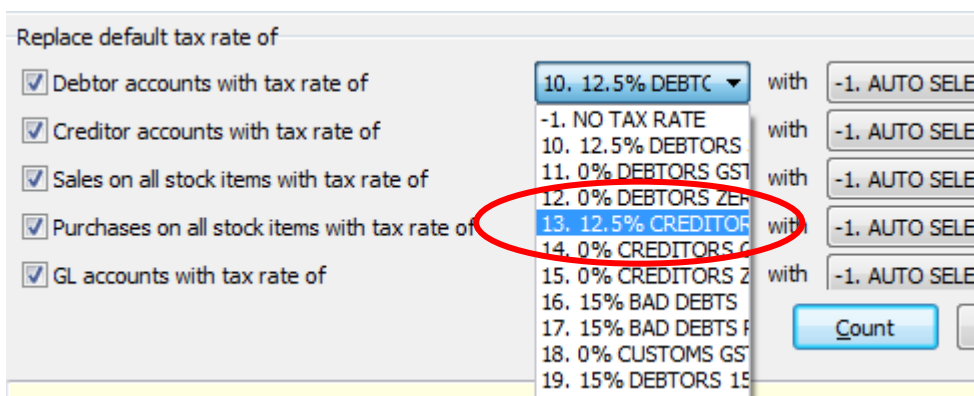 Replace default tax rate of
Debtor accounts with tax rate of 10. 12.5% DEBTC with -1. AUTO SELE
-1. NO TAX RATE
Creditor accounts with tax rate of with -1. AUTO SELE
10. 12.5% DEBTORS
11. 0% DEBTORS GST
Sales on all stock items with tax rate of with -1. AUTO SELE
12. 0% DEBTORS ZER
Purchases on all stock items with tax rate of 13. 12.5% CREDITOR with -1. AUTO SELE
14. 0% CREDITORS G
GL accounts with tax rate of 15. 0% CREDITORS Z with -1. AUTO SELE
16. 15% BAD DEBTS
17. 15% BAD DEBTS R Count
18. 0% CUSTOMS GST
19. 15% DEBTORS 15